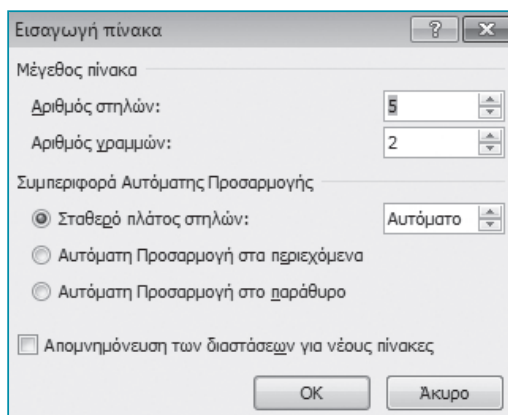 Εισαγωγή πίνακα
Μέγεθος πίνακα
Αριθμός στηλών: 5
Αριθμός γραμμών: 2
Συμπεριφορά Αυτόματης Προσαρμογής
Σταθερό πλάτος στηλών: Αυτόματο
Αυτόματη Προσαρμογή στα περιεχόμενα
Αυτόματη Προσαρμογή στο παράθυρο
Απομνημόνευση των διαστάσεων για νέους πίνακες
OK Άκυρο